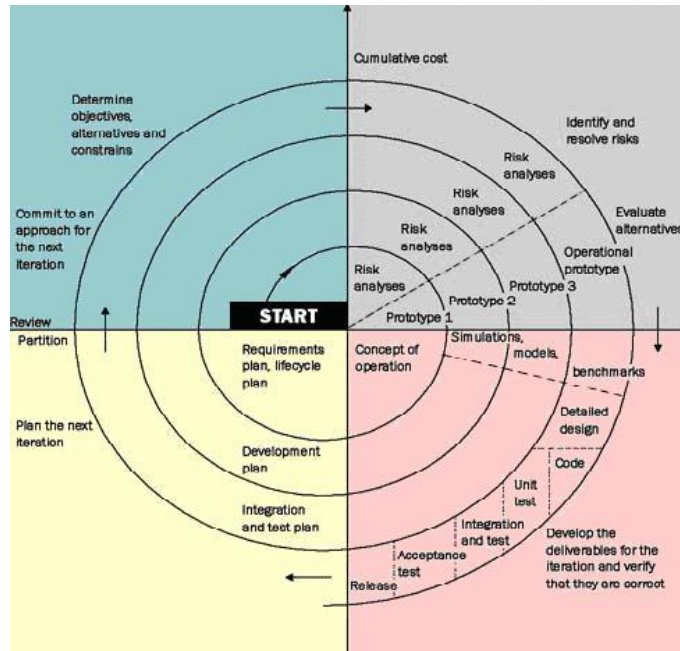 Cumulative cost
Determine
objectives,
alternatives and
constrains
Identify and
resolve risks
Risk
analyses
Risk
analyses
Risk
analyses
Risk
analyses
Commit to an
approach for
the next
iteration
Evaluate
alternatives
Operational
prototype
Prototype 3
Prototype 2
Prototype 1
START
Review
Partition
Requirements
plan, lifecycle
plan
Concept of
operation
Simulations,
models,
benchmarks
Plan the next
iteration
Development
plan
Integration
and test plan
Detailed
design
Code
Unit
test
Integration
and test
Acceptance
test
Release
Develop the
deliverables for the
iteration and verify
that they are correct